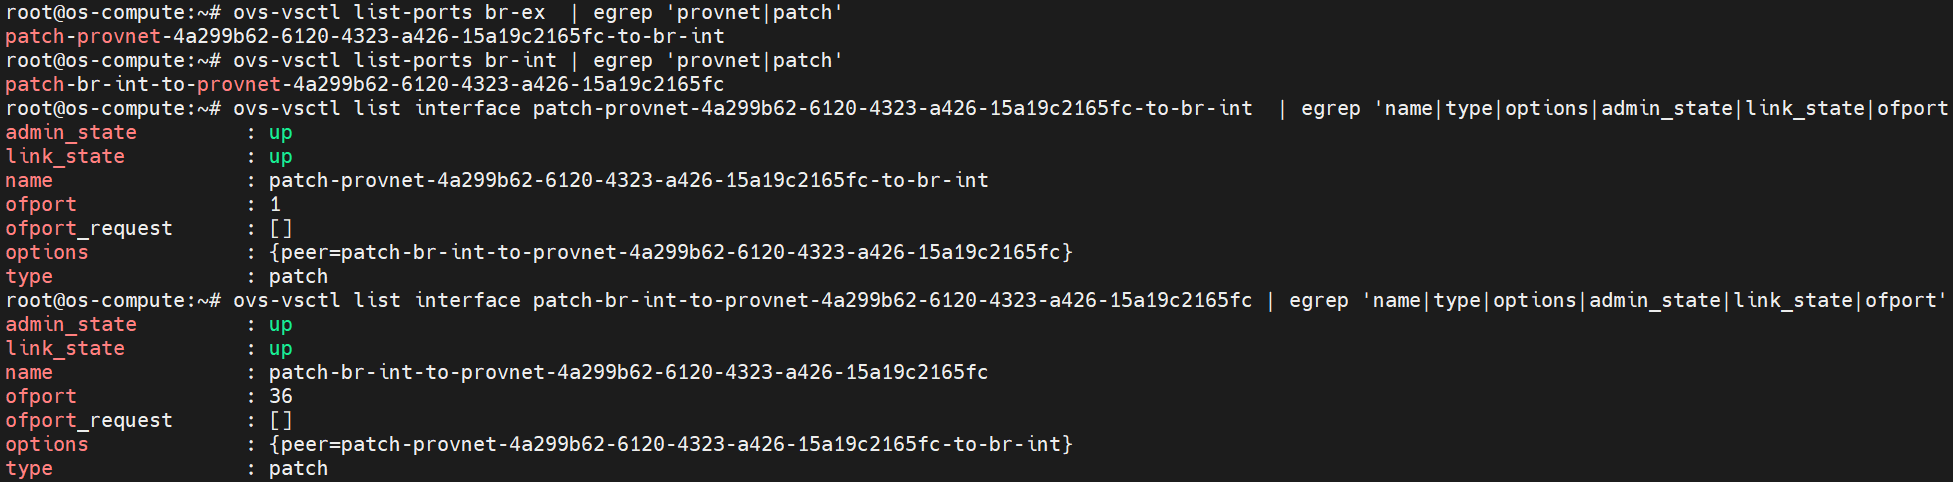 root@os-compute:~# ovs-vsctl list-ports br-ex  | egrep 'provnet|patch'
patch-provnet-4a299b62-6120-4323-a426-15a19c2165fc-to-br-int
root@os-compute:~# ovs-vsctl list-ports br-int | egrep 'provnet|patch'
patch-br-int-to-provnet-4a299b62-6120-4323-a426-15a19c2165fc
root@os-compute:~# ovs-vsctl list interface patch-provnet-4a299b62-6120-4323-a426-15a19c2165fc-to-br-int  | egrep 'name|type|options|admin_state|link_state|ofport
admin_state         : up
link_state          : up
name                : patch-provnet-4a299b62-6120-4323-a426-15a19c2165fc-to-br-int
ofport              : 1
ofport_request      : []
options             : {peer=patch-br-int-to-provnet-4a299b62-6120-4323-a426-15a19c2165fc}
type                : patch
root@os-compute:~# ovs-vsctl list interface patch-br-int-to-provnet-4a299b62-6120-4323-a426-15a19c2165fc | egrep 'name|type|options|admin_state|link_state|ofport'
admin_state         : up
link_state          : up
name                : patch-br-int-to-provnet-4a299b62-6120-4323-a426-15a19c2165fc
ofport              : 36
ofport_request      : []
options             : {peer=patch-provnet-4a299b62-6120-4323-a426-15a19c2165fc-to-br-int}
type                : patch